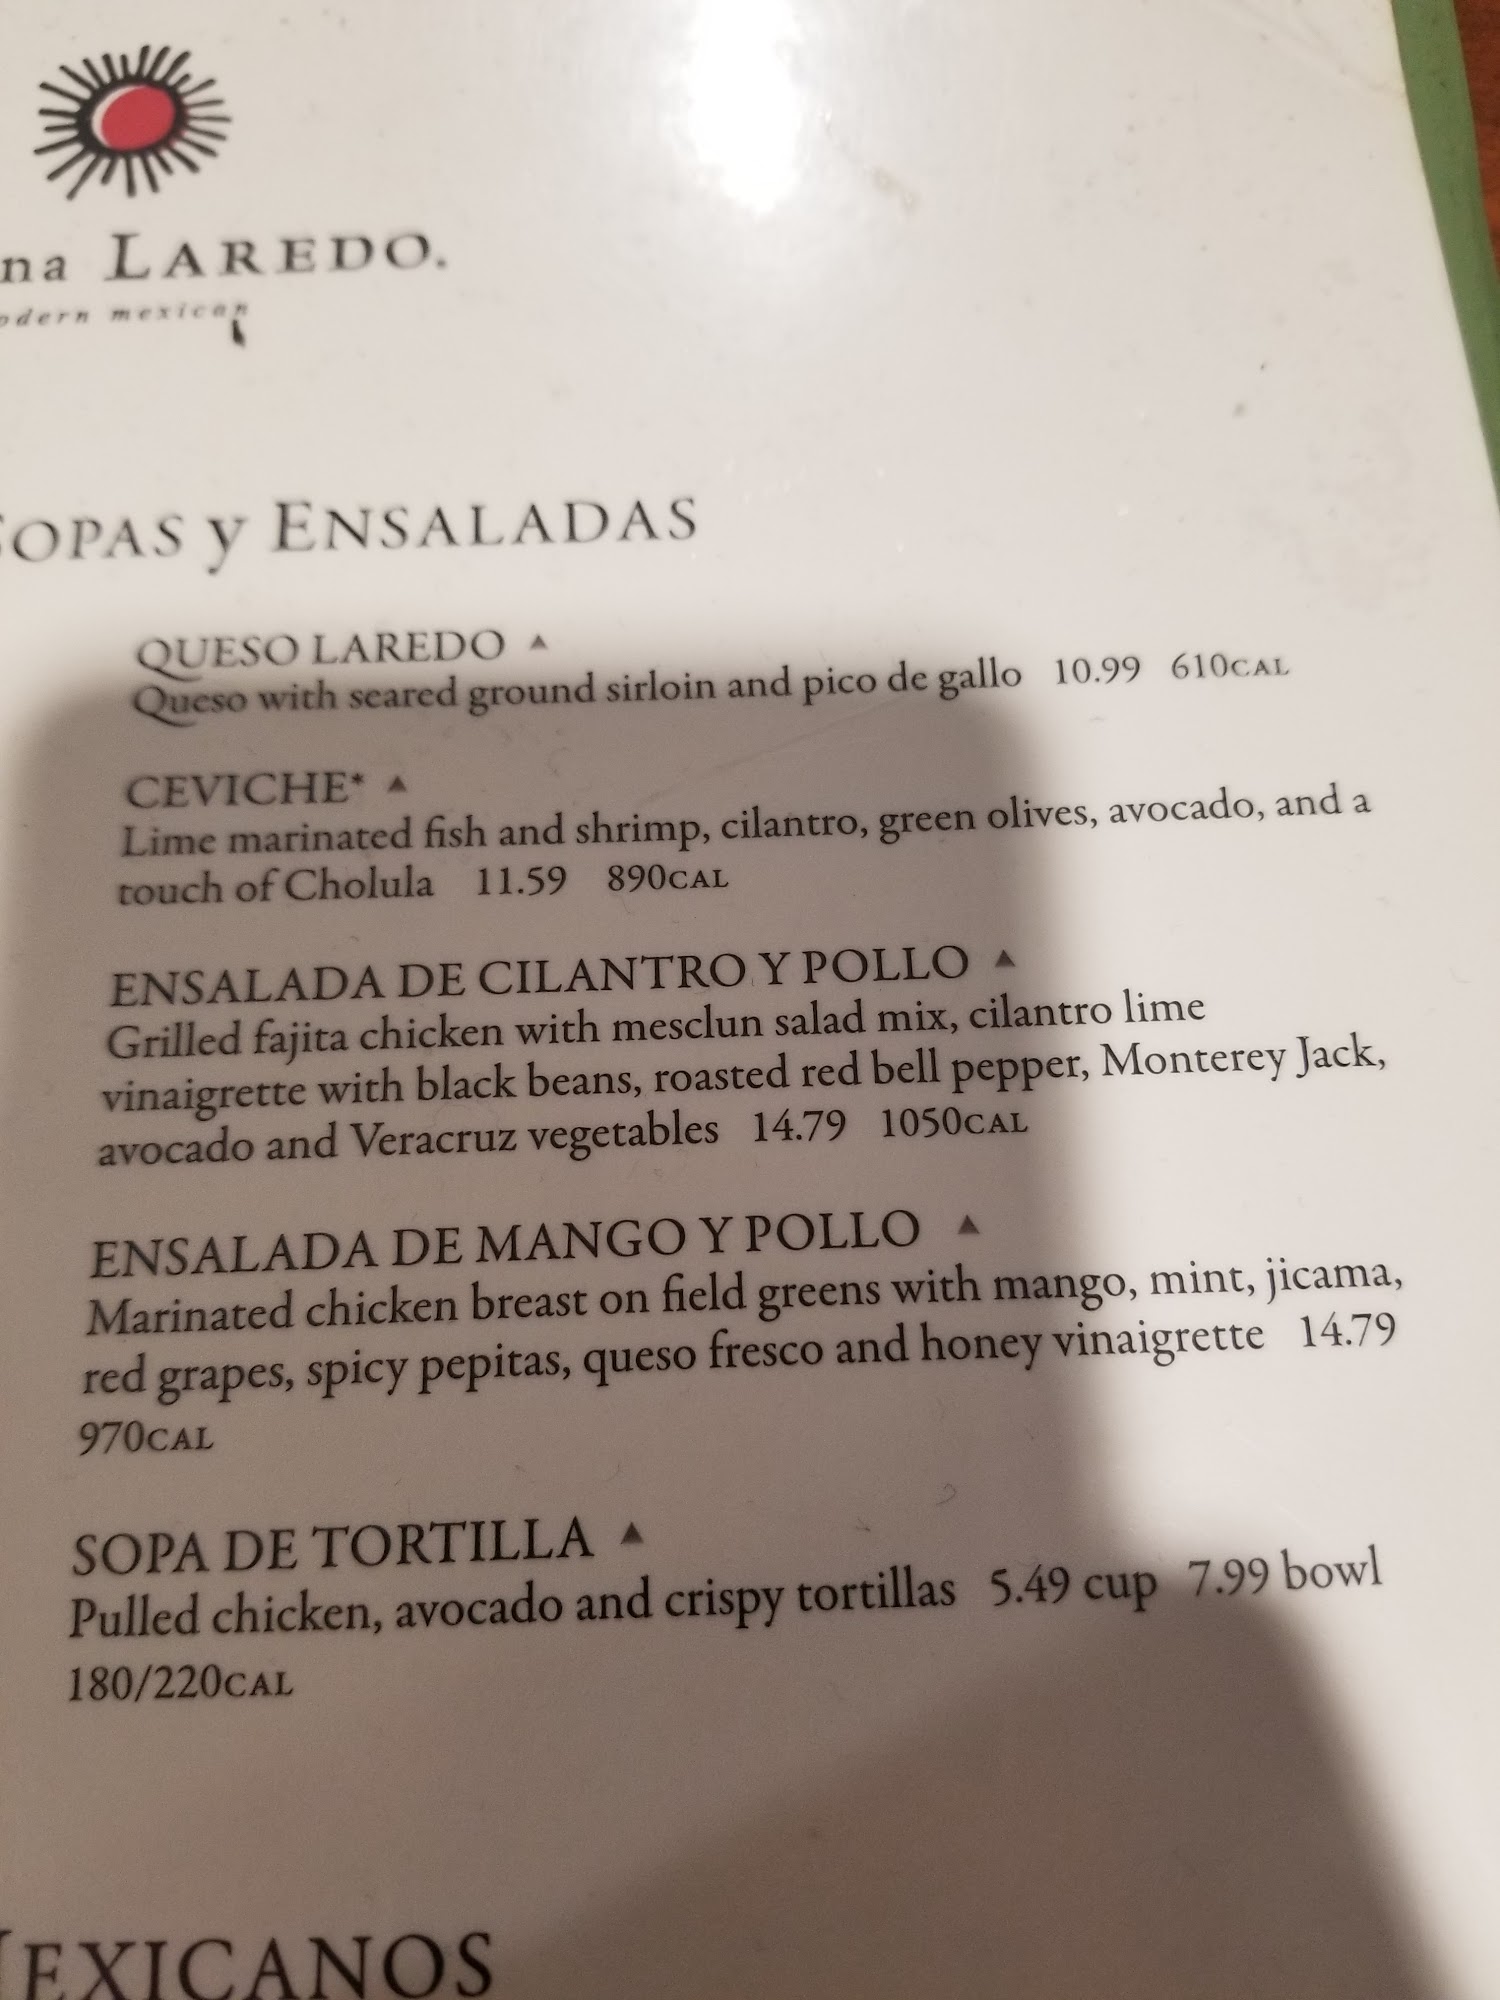 na LAREDO.
odern mexican
SOPAS y ENSALADAS
QUESO LAREDO ▲
Queso with seared ground sirloin and pico de gallo 10.99 610CAL
CEVICHE* ▲
Lime marinated fish and shrimp, cilantro, green olives, avocado, and a
touch of Cholula 11.59 890CAL
ENSALADA DE CILANTRO Y POLLO ▲
Grilled fajita chicken with mesclun salad mix, cilantro lime
vinaigrette with black beans, roasted red bell pepper, Monterey Jack,
avocado and Veracruz vegetables 14.79 1050CAL
ENSALADA DE MANGO Y POLLO ▲
Marinated chicken breast on field greens with mango, mint, jicama,
red grapes, spicy pepitas, queso fresco and honey vinaigrette 14.79
970CAL
SOPA DE TORTILLA ▲
Pulled chicken, avocado and crispy tortillas 5.49 cup 7.99 bowl
180/220CAL
MEXICANOS